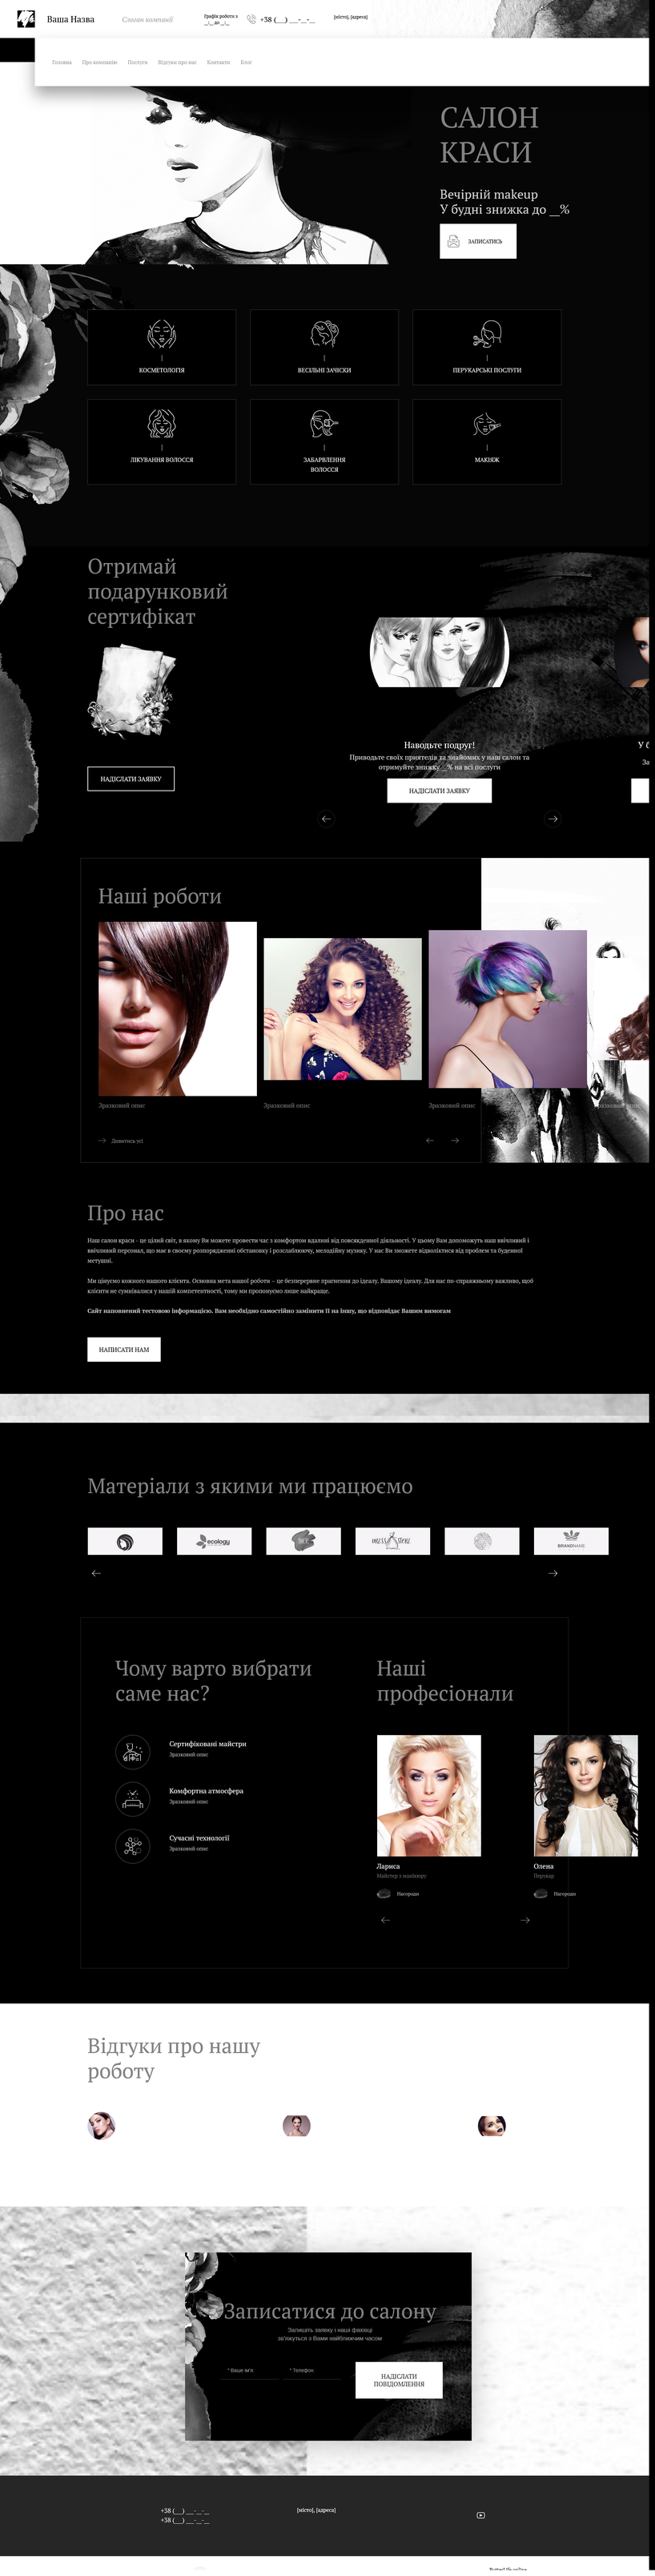 Ваша Назва
Слоган компанії
Графік роботи з
__:__ до __:__
+38 (__) ___-__-__
[місто], [адреса]
Головна
Про компанію
Послуги
Відгуки про нас
Контакти
Блог
САЛОН
КРАСИ
Вечірній makeup
У будні знижка до __%
ЗАПИСАТИСЬ
КОСМЕТОЛОГІЯ
ВЕСІЛЬНІ ЗАЧІСКИ
ПЕРУКАРСЬКІ ПОСЛУГИ
ЛІКУВАННЯ ВОЛОССЯ
ЗАБАРВЛЕННЯ
ВОЛОССЯ
МАКІЯЖ
Отримай
подарунковий
сертифікат
НАДІСЛАТИ ЗАЯВКУ
Наводьте подруг!
Приводьте своїх приятелів та знайомих у наш салон та
отримуйте знижку __% на всі послуги
НАДІСЛАТИ ЗАЯВКУ
Наші роботи
Зразковий опис
Зразковий опис
Зразковий опис
Дивитись усі
Про нас
Наш салон краси - це цілий світ, в якому Ви можете провести час з комфортом вдалині від повсякденної діяльності. У цьому Вам допоможуть наш ввічливий і
ввічливий персонал, що має в своєму розпорядженні обстановку і розслаблюючу, мелодійну музику. У нас Ви зможете відволіктися від проблем та буденної
метушні.
Ми цінуємо кожного нашого клієнта. Основна мета нашої роботи – це безперервне прагнення до ідеалу. Вашому ідеалу. Для нас по-справжньому важливо, щоб
клієнти не сумнівалися у нашій компетентності, тому ми пропонуємо лише найкраще.
Сайт наповнений тестовою інформацією. Вам необхідно самостійно замінити її на іншу, що відповідає Вашим вимогам
НАПИСАТИ НАМ
Матеріали з якими ми працюємо
ecology
BRANDNAME
Чому варто вибрати
саме нас?
Сертифіковані майстри
Зразковий опис
Комфортна атмосфера
Зразковий опис
Сучасні технології
Зразковий опис
Наші
професіонали
Лариса
Майстер з манікюру
Нагороди
Олена
Перукар
Нагороди
Відгуки про нашу
роботу
Записатися до салону
Залишіть заявку і наші фахівці
зв'яжуться з Вами найближчим часом
* Ваше ім'я:
* Телефон
НАДІСЛАТИ
ПОВІДОМЛЕННЯ
+38 (__) ___-__-__
+38 (__) ___-__-__
[місто], [адреса]